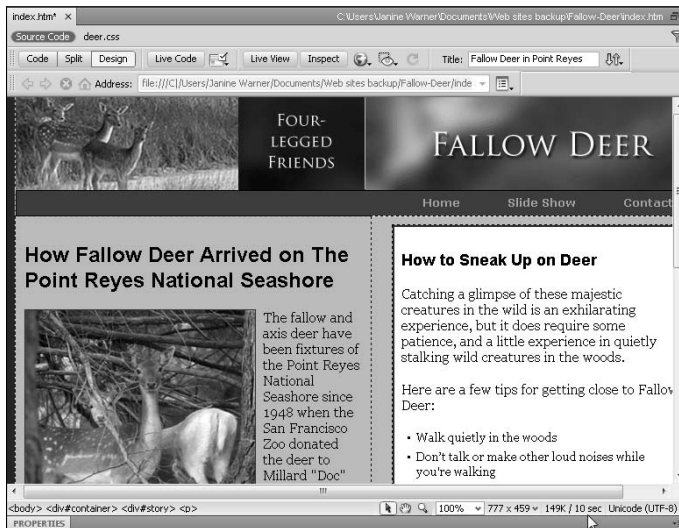 index.htm* × C:\Users\Janine Warner\Documents\Web sites backup\Fallow-Deer\index.htm
Source Code deer.css
Code Split Design Live Code Live View Inspect Title: Fallow Deer in Point Reyes
Address: file:///C|/Users/Janine Warner/Documents/Web sites backup/Fallow-Deer/inde
FOUR-
LEGGED
FRIENDS
FALLOW DEER
Home Slide Show Contact
How Fallow Deer Arrived on The
Point Reyes National Seashore
The fallow and
axis deer have
been fixtures of
the Point Reyes
National
Seashore since
1948 when the
San Francisco
Zoo donated
the deer to
Millard "Doc"
How to Sneak Up on Deer
Catching a glimpse of these majestic
creatures in the wild is an exhilarating
experience, but it does require some
patience, and a little experience in quietly
stalking wild creatures in the woods.
Here are a few tips for getting close to Fallow
Deer:
• Walk quietly in the woods
• Don't talk or make other loud noises while
you're walking
<body> <div#container> <div#story> <p> 100% 777 x 459 149K / 10 sec Unicode (UTF-8)
PROPERTIES